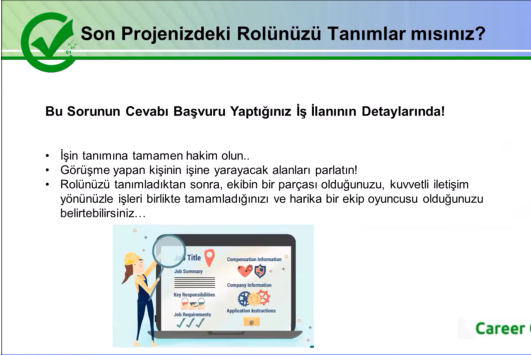 Son Projenizdeki Rolünüzü Tanımlar mısınız?
Bu Sorunun Cevabı Başvuru Yaptığınız İş İlanının Detaylarında!
• İşin tanımına tamamen hakim olun..
• Görüşme yapan kişinin işine yarayacak alanları parlatın!
• Rolünüzü tanımladıktan sonra, ekibin bir parçası olduğunuzu, kuvvetli iletişim
yönünüzle işleri birlikte tamamladığınızı ve harika bir ekip oyuncusu olduğunuzu
belirtebilirsiniz…
Title
Job Summary
Key Responsibilities
Job Requirements
Compensation Information
Company Information
Application Instructions
Career